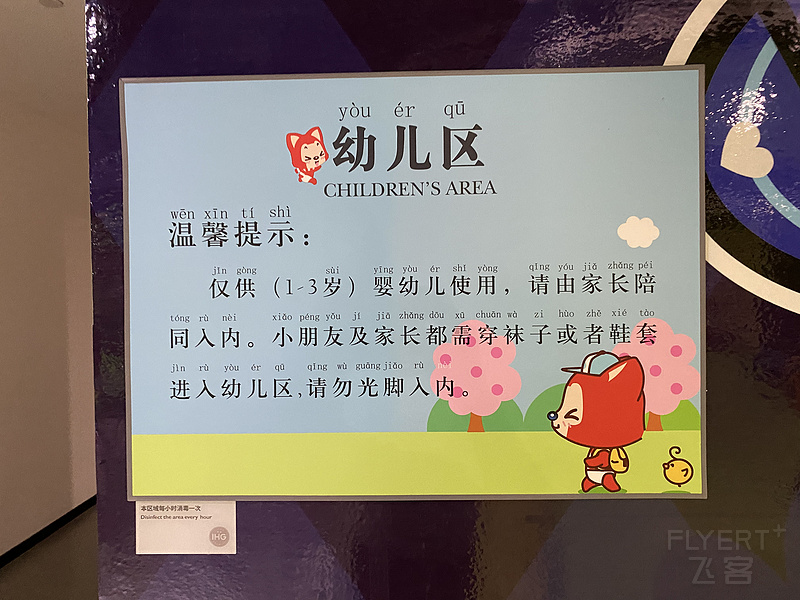 yòu ér qū
幼儿区
CHILDREN'S AREA
wēn xīn tí shì
温馨提示：
jǐn gòng suì yīng yòu ér shǐ yòng qǐng yóu jiā zhǎng péi
仅供（1-3岁）婴幼儿使用，请由家长陪
tóng rù nèi xiǎo péng yǒu jí jiā zhǎng dōu xū chuān wà zi huò zhě xié tào
同入内。小朋友及家长都需穿袜子或者鞋套
jìn rù yòu ér qū qǐng wù guāng jiǎo rù nèi
进入幼儿区,请勿光脚入内。
本区域每小时消毒一次
Disinfect the area every hour
IHG
FLYERT+
飞客